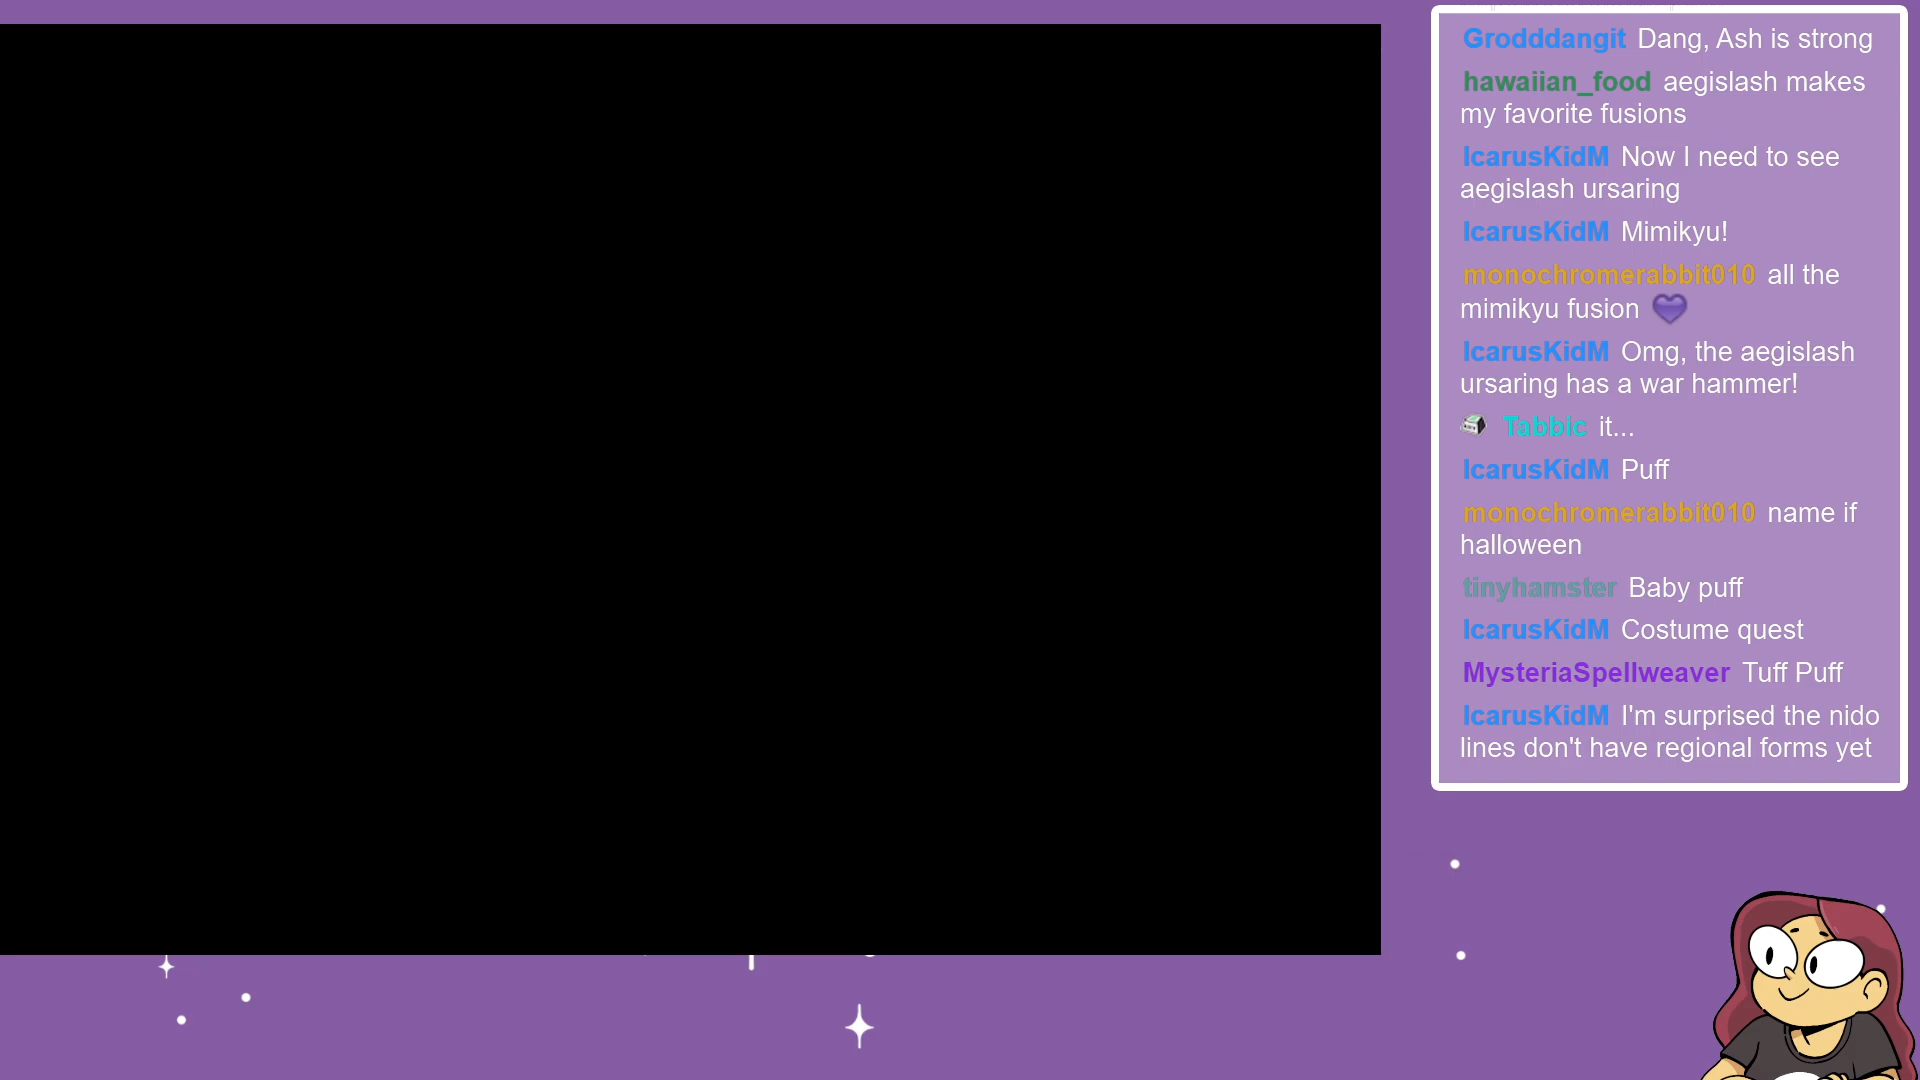 Grodddangit Dang, Ash is strong
hawaiian_food aegislash makes
my favorite fusions
IcarusKidM Now I need to see
aegislash ursaring
IcarusKidM Mimikyu!
monochromerabbit010 all the
mimikyu fusion
IcarusKidM Omg, the aegislash
ursaring has a war hammer!
Tabbic it...
IcarusKidM Puff
monochromerabbit010 name if
halloween
tinyhamster Baby puff
IcarusKidM Costume quest
MysteriaSpellweaver Tuff Puff
IcarusKidM I'm surprised the nido
lines don't have regional forms yet